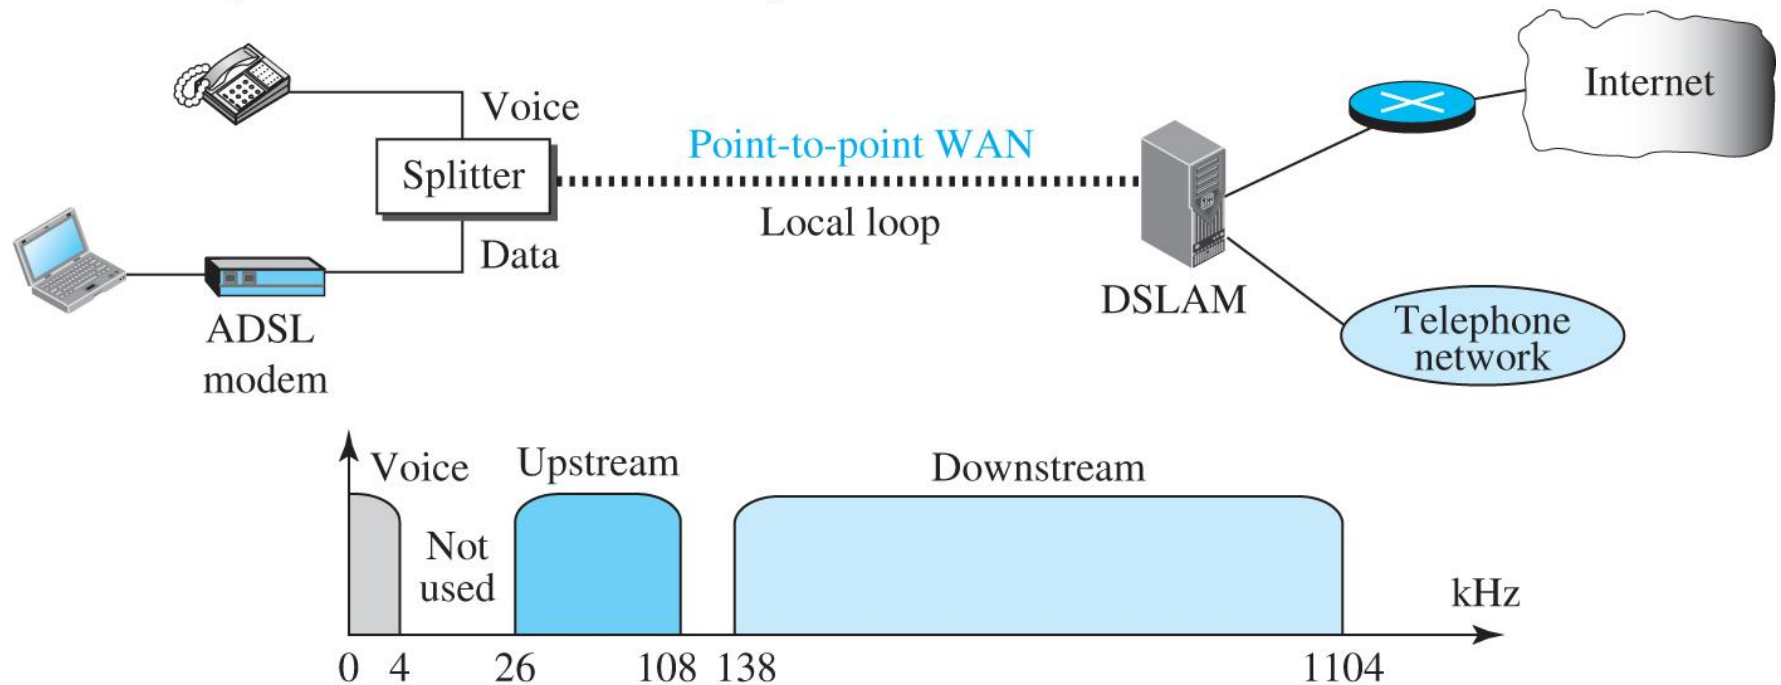 Voice
Splitter
Data
ADSL
modem
Point-to-point WAN
Local loop
DSLAM
Internet
Telephone
network
Voice
Upstream
Downstream
Not
used
kHz
0 4 26 108 138 1104